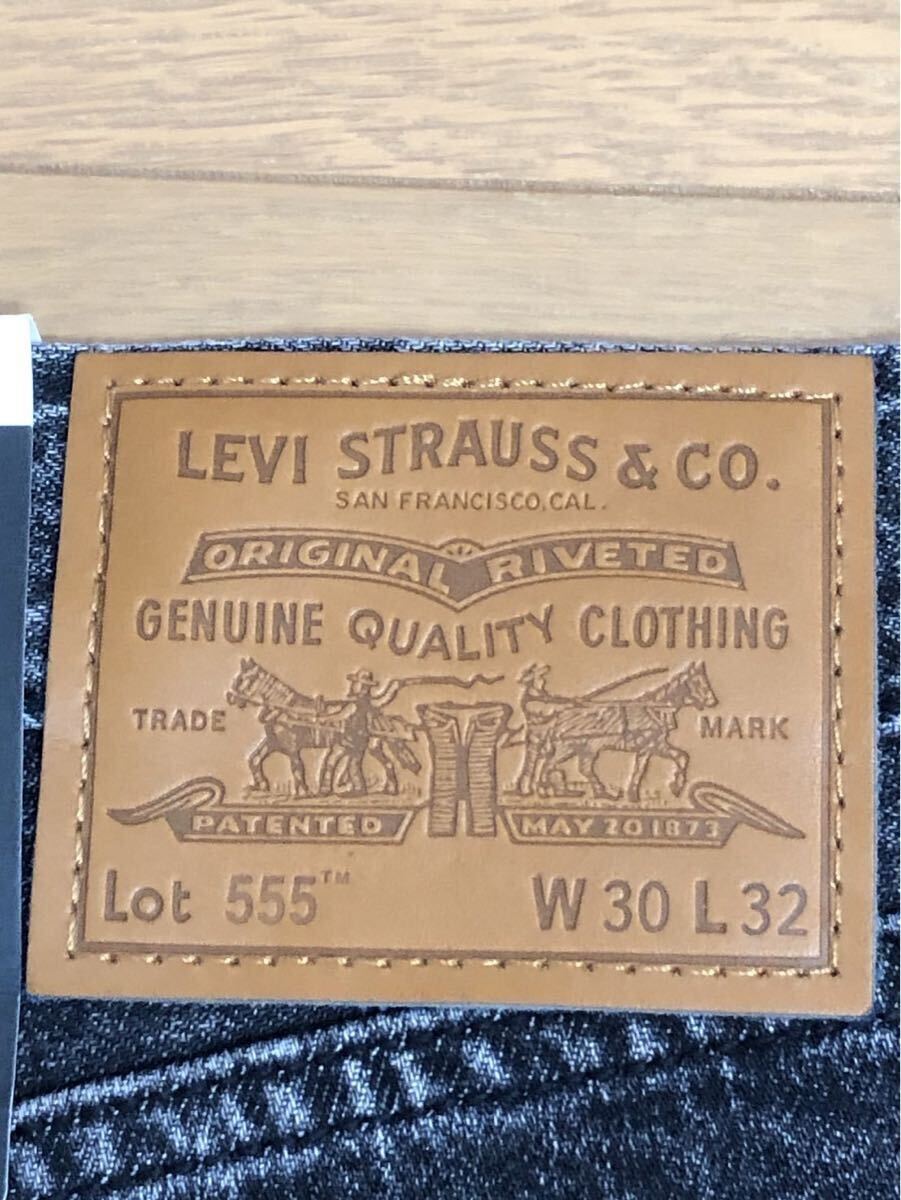 LEVI STRAUSS & CO.
SAN FRANCISCO, CAL.
ORIGINAL RIVETED
GENUINE QUALITY CLOTHING
TRADE MARK
PATENTED MAY 20 1873
Lot 555™ W 30 L 32